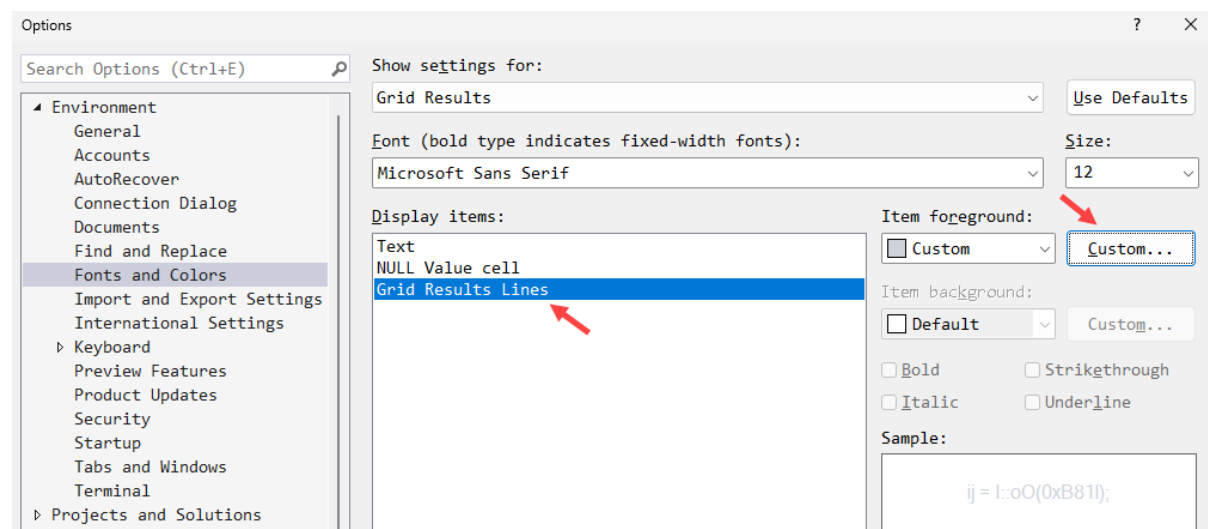 Options
?
Search Options (Ctrl+E)
Environment
General
Accounts
AutoRecover
Connection Dialog
Documents
Find and Replace
Fonts and Colors
Import and Export Settings
International Settings
Keyboard
Preview Features
Product Updates
Security
Startup
Tabs and Windows
Terminal
Projects and Solutions
Show settings for:
Grid Results
Use Defaults
Font (bold type indicates fixed-width fonts):
Size:
Microsoft Sans Serif
12
Display items:
Text
NULL Value cell
Grid Results Lines
Item foreground:
Custom
Custom...
Item background:
Default
Custom...
Bold
Strikethrough
Italic
Underline
Sample:
ij = I::oO(0xB81l);